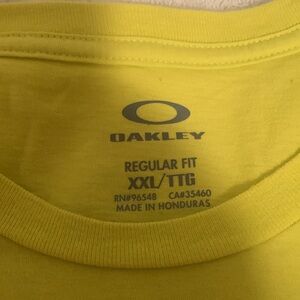 OAKLEY
REGULAR FIT
XXL/TTG
RN#96548 CA#35460
MADE IN HONDURAS